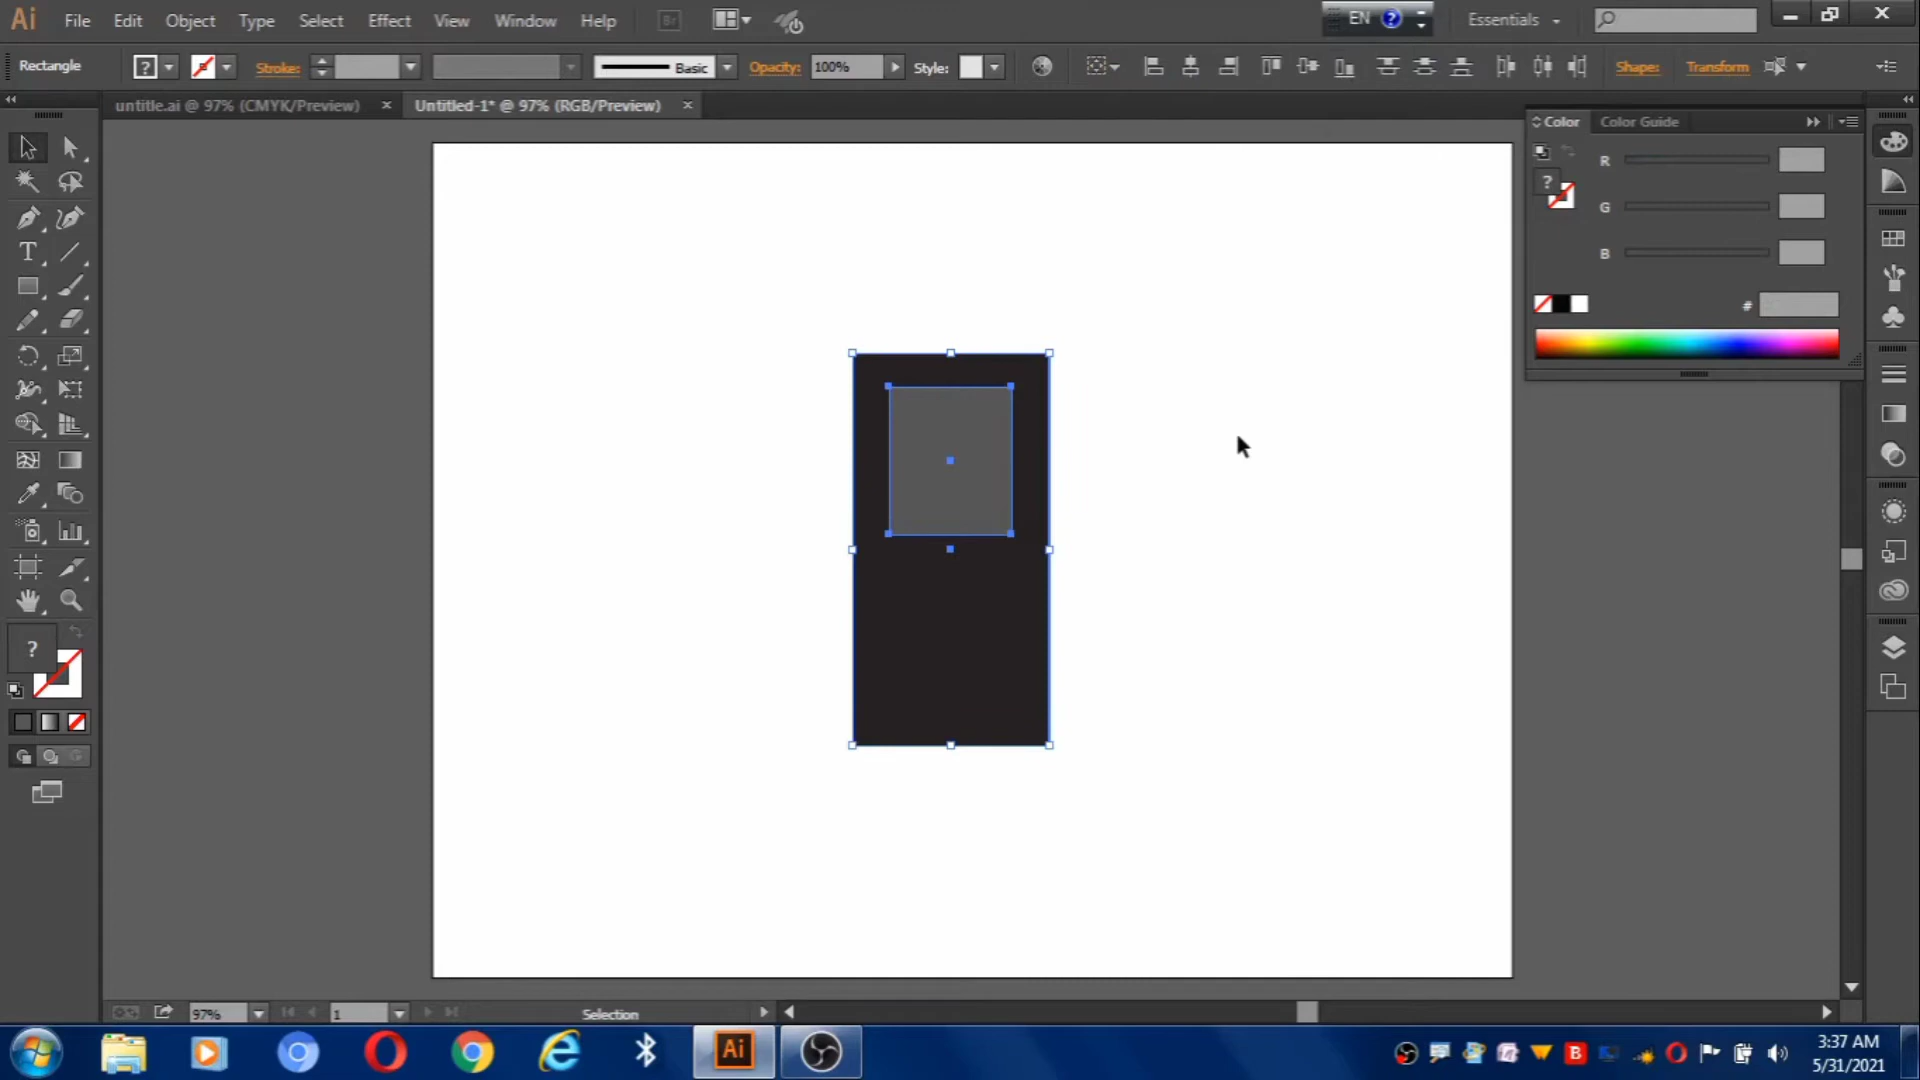 Ai File Edit Object Type Select Effect View Window Help Br EN ? Essentials
Rectangle ? Stroke: Basic Opacity: 100% Style: Shape: Transform
untitle.ai @ 97% (CMYK/Preview) × Untitled-1* @ 97% (RGB/Preview) ×
Color Color Guide
R
? G
B
#
T
?
97% 1 Selection
Ai B 3:37 AM
5/31/2021